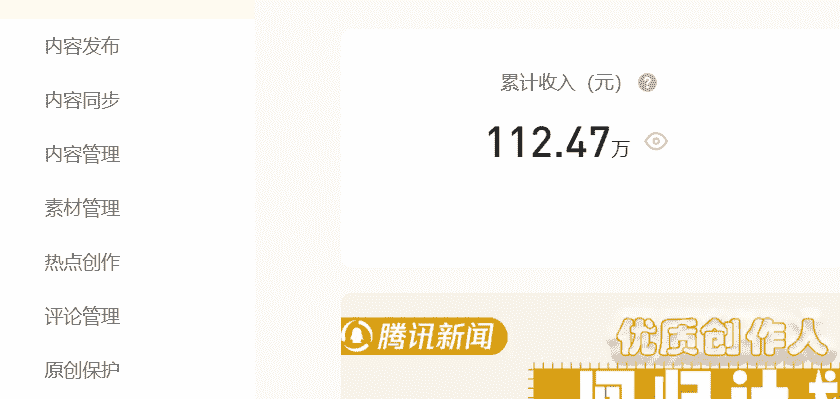 内容发布
内容同步
内容管理
素材管理
热点创作
评论管理
原创保护
累计收入（元）
112.47万
腾讯新闻
优质创作人